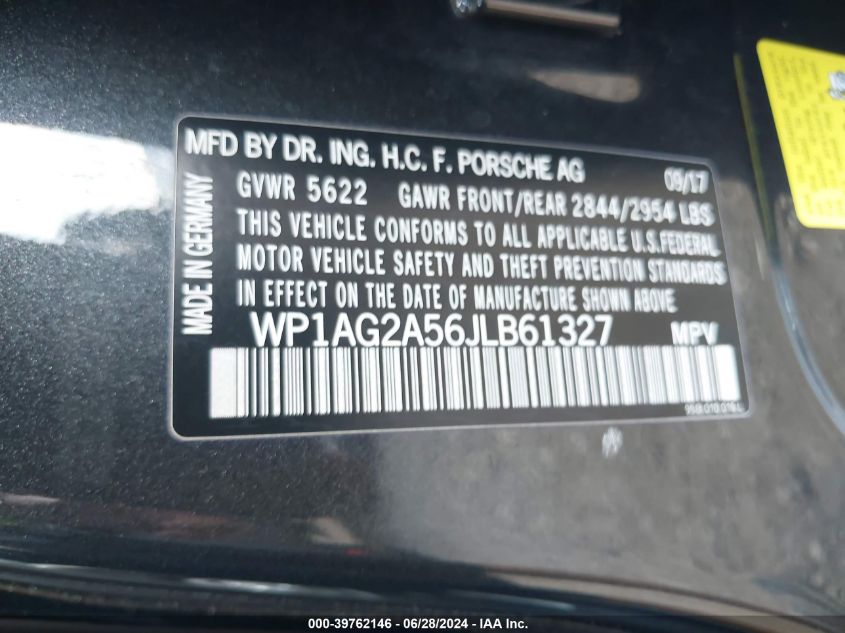 MFD BY DR. ING. H.C. F. PORSCHE AG 09/17
GVWR 5622 GAWR FRONT/REAR 2844/2954 LBS
THIS VEHICLE CONFORMS TO ALL APPLICABLE U.S. FEDERAL
MOTOR VEHICLE SAFETY AND THEFT PREVENTION STANDARDS
IN EFFECT ON THE DATE OF MANUFACTURE SHOWN ABOVE
MADE IN GERMANY
WP1AG2A56JLB61327 MPV
000-39762146 / 06/28/2024 / IAA Inc.